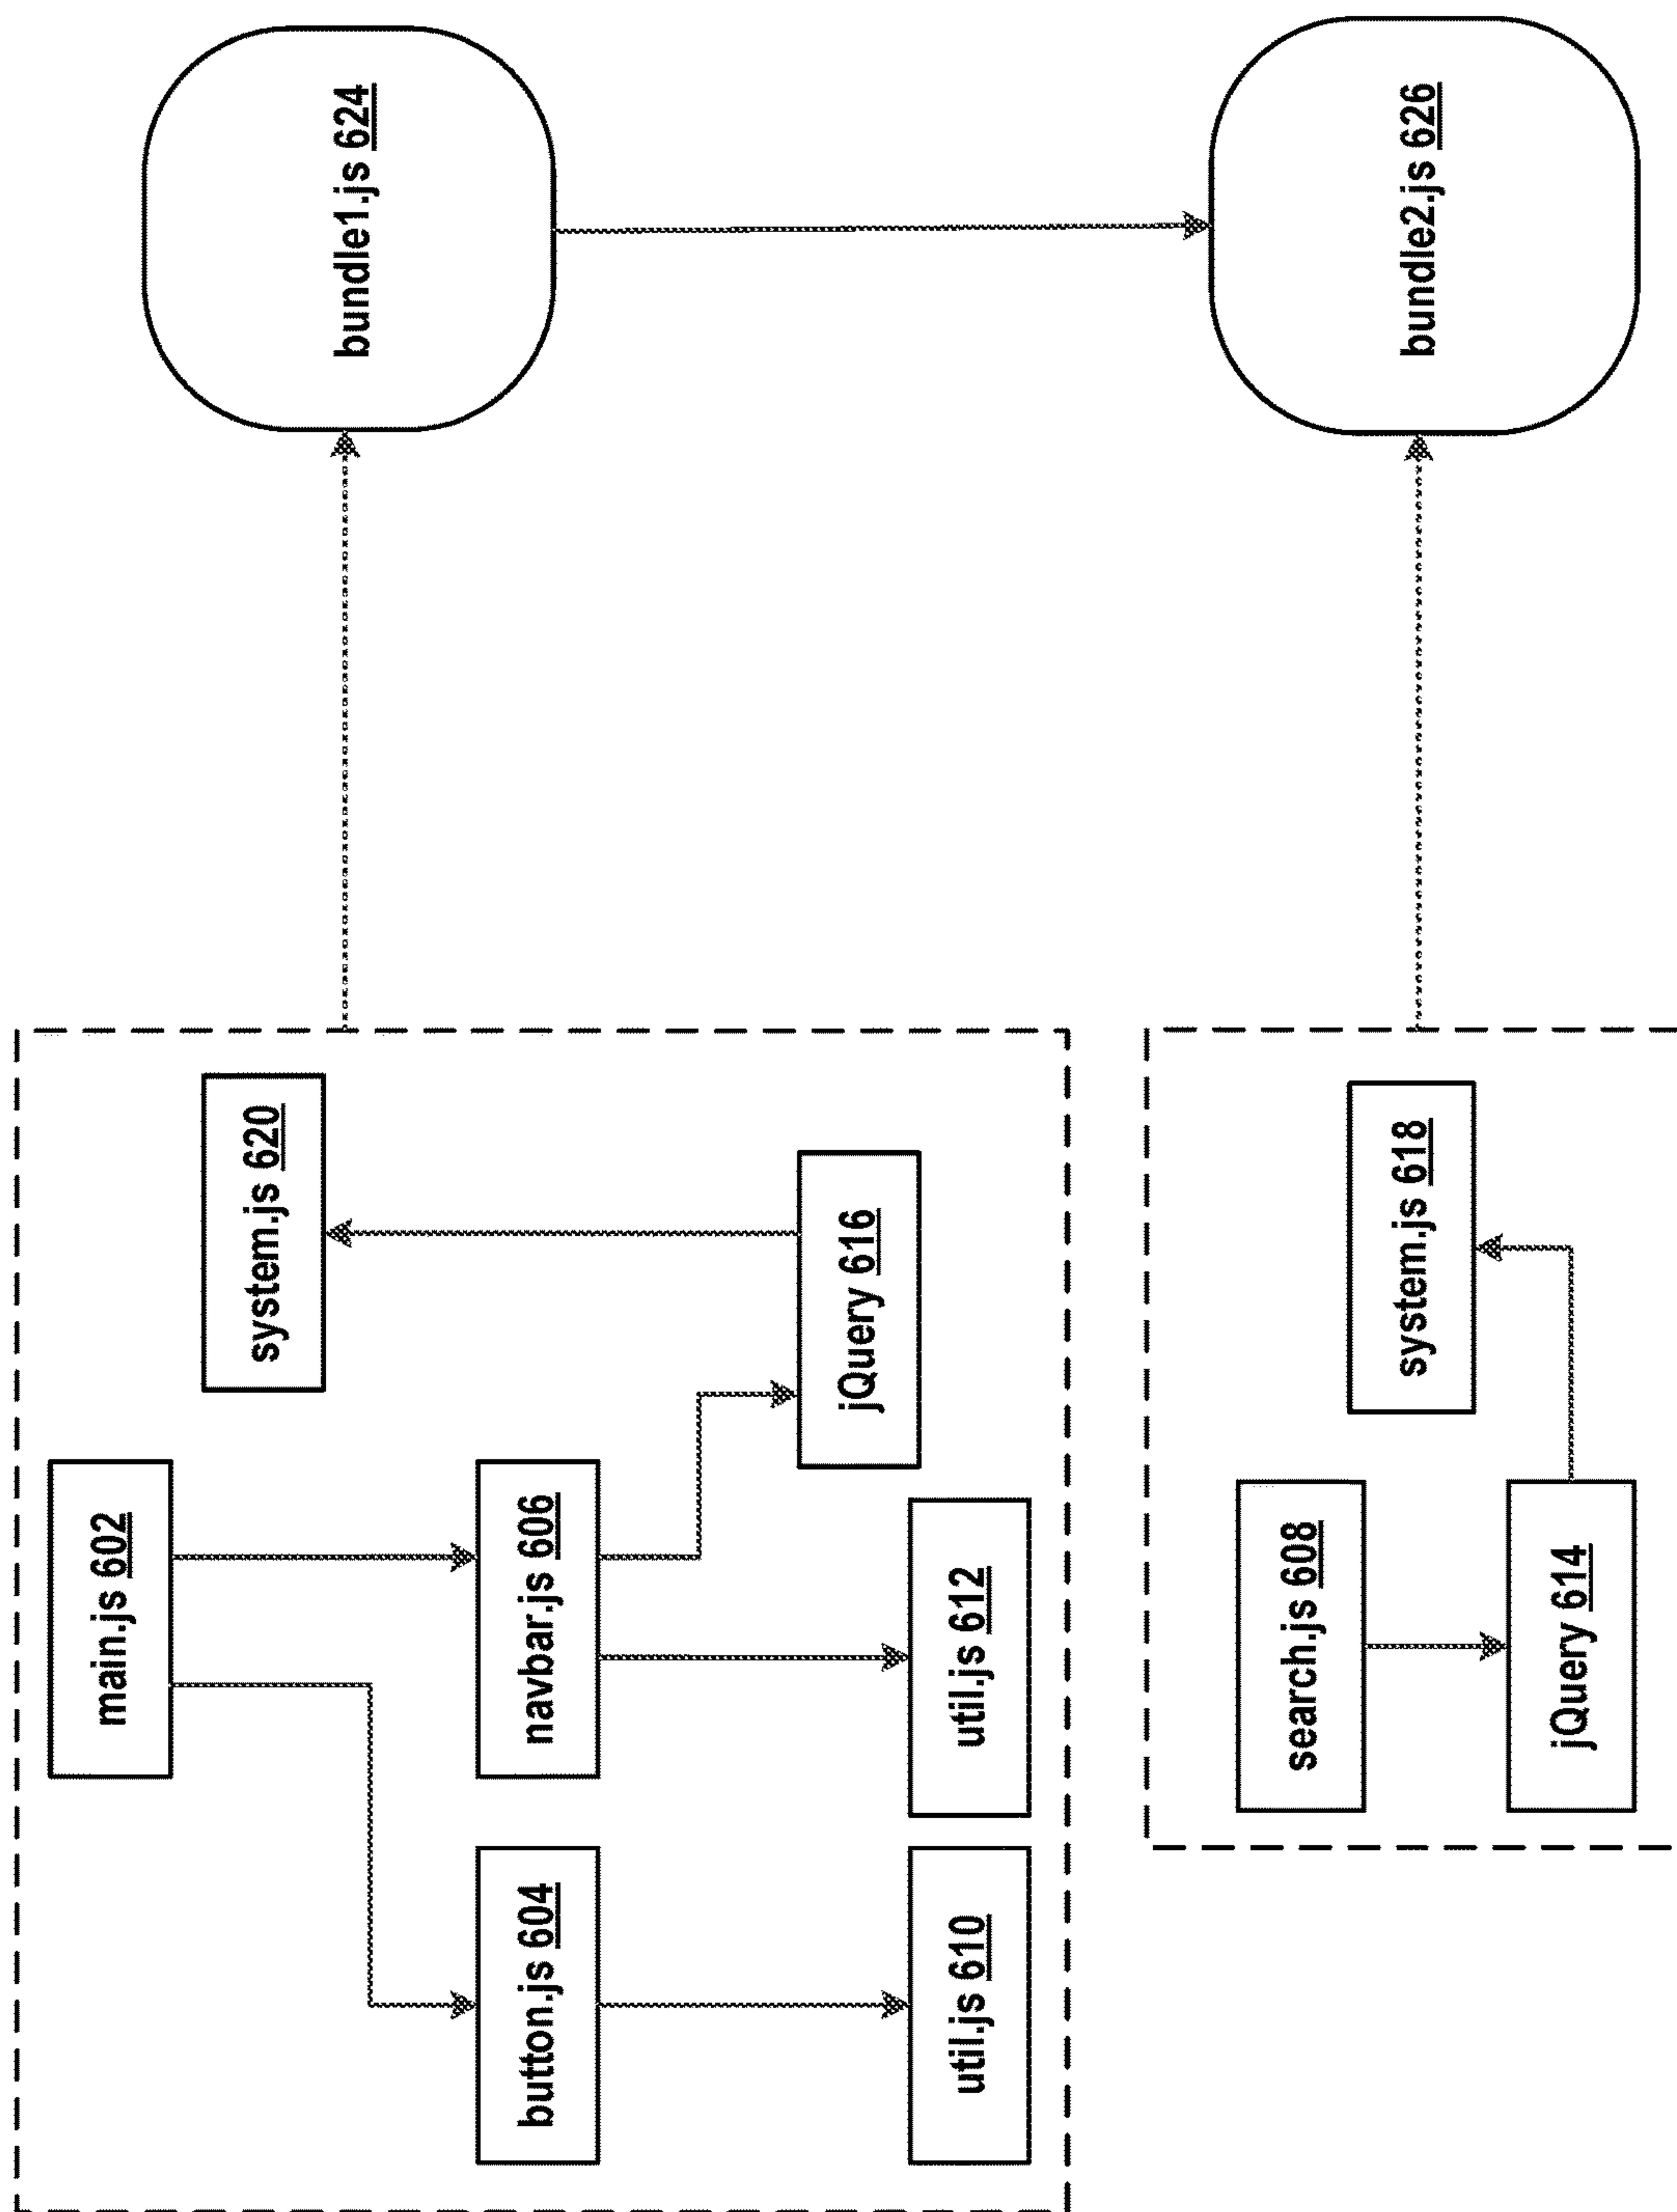 main.js 602
button.js 604
navbar.js 606
system.js 620
util.js 610
util.js 612
jQuery 616
search.js 608
system.js 618
jQuery 614
bundle1.js 624
bundle2.js 626